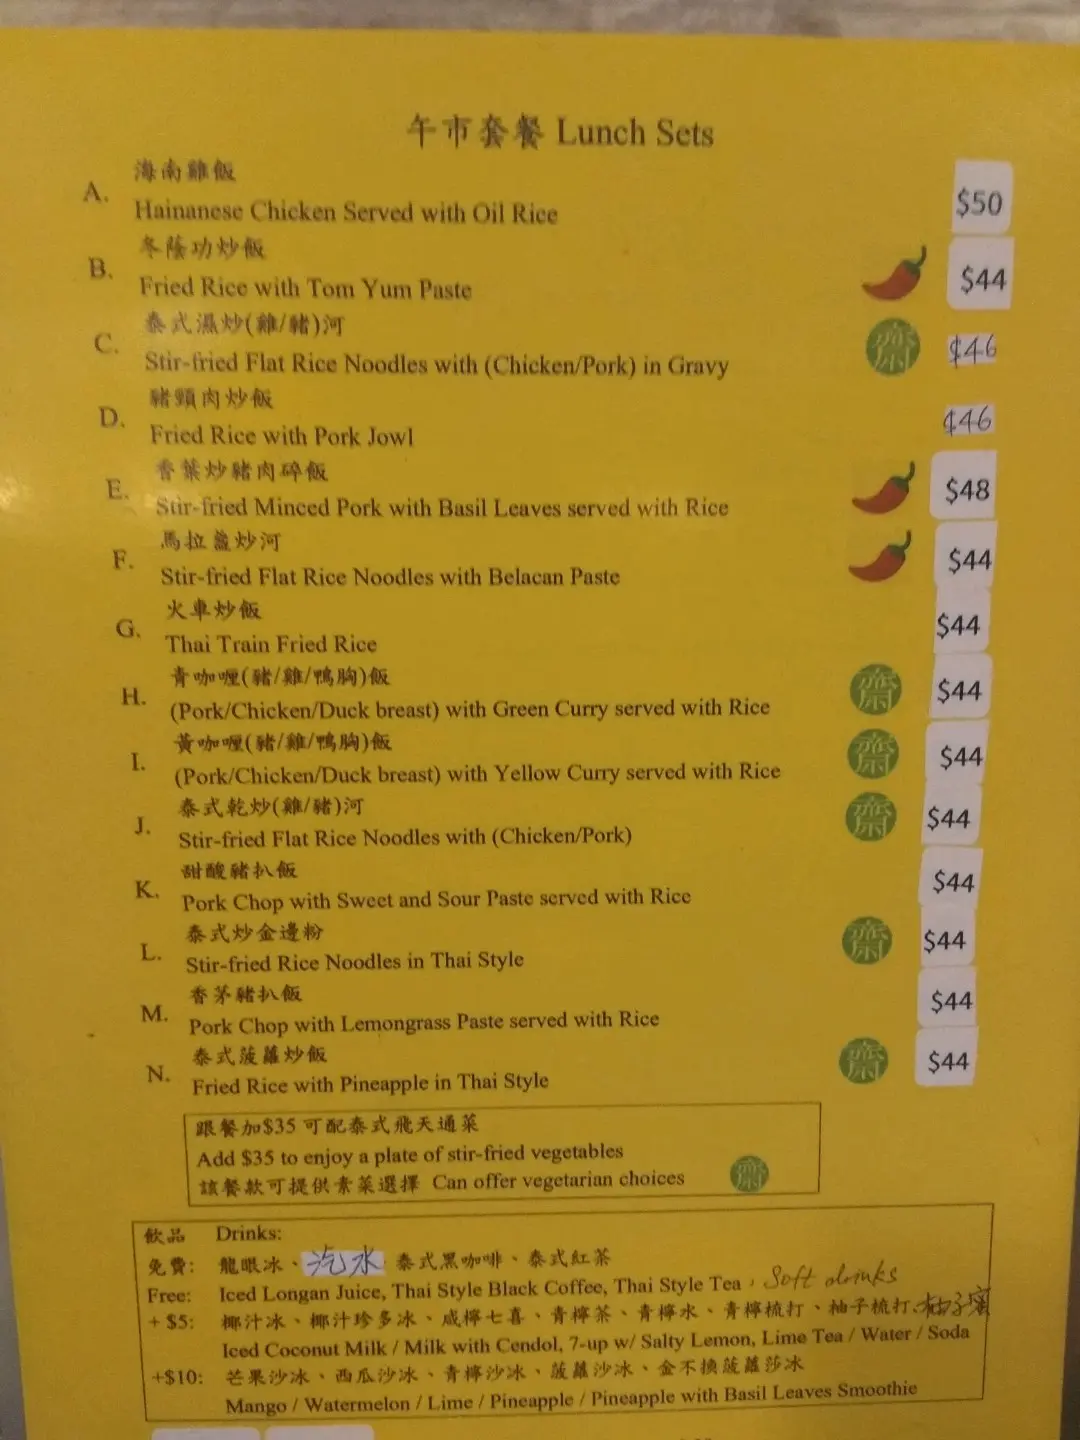 午市套餐 Lunch Sets
A. 海南雞飯
Hainanese Chicken Served with Oil Rice $50
B. 冬蔭功炒飯
Fried Rice with Tom Yum Paste $44
C. 泰式濕炒(雞/豬)河
Stir-fried Flat Rice Noodles with (Chicken/Pork) in Gravy 齋 $46
D. 豬頸肉炒飯
Fried Rice with Pork Jowl $46
E. 香葉炒豬肉碎飯
Stir-fried Minced Pork with Basil Leaves served with Rice $48
F. 馬拉盞炒河
Stir-fried Flat Rice Noodles with Belacan Paste $44
G. 火車炒飯
Thai Train Fried Rice $44
H. 青咖喱(豬/雞/鴨胸)飯
(Pork/Chicken/Duck breast) with Green Curry served with Rice 齋 $44
I. 黃咖喱(豬/雞/鴨胸)飯
(Pork/Chicken/Duck breast) with Yellow Curry served with Rice 齋 $44
J. 泰式乾炒(雞/豬)河
Stir-fried Flat Rice Noodles with (Chicken/Pork) 齋 $44
K. 甜酸豬扒飯
Pork Chop with Sweet and Sour Paste served with Rice $44
L. 泰式炒金邊粉
Stir-fried Rice Noodles in Thai Style 齋 $44
M. 香茅豬扒飯
Pork Chop with Lemongrass Paste served with Rice $44
N. 泰式菠蘿炒飯
Fried Rice with Pineapple in Thai Style 齋 $44
跟餐加$35 可配泰式飛天通菜
Add $35 to enjoy a plate of stir-fried vegetables
該餐款可提供素菜選擇 Can offer vegetarian choices 齋
飲品 Drinks:
免費: 龍眼冰、汽水 泰式黑咖啡、泰式紅茶
Free: Iced Longan Juice, Thai Style Black Coffee, Thai Style Tea, Soft drinks
+ $5: 椰汁冰、椰汁珍多冰、咸檸七喜、青檸茶、青檸水、青檸梳打、柚子梳打、柚子蜜
Iced Coconut Milk / Milk with Cendol, 7-up w/ Salty Lemon, Lime Tea / Water / Soda
+$10: 芒果沙冰、西瓜沙冰、青檸沙冰、菠蘿沙冰、金不換菠蘿莎冰
Mango / Watermelon / Lime / Pineapple / Pineapple with Basil Leaves Smoothie